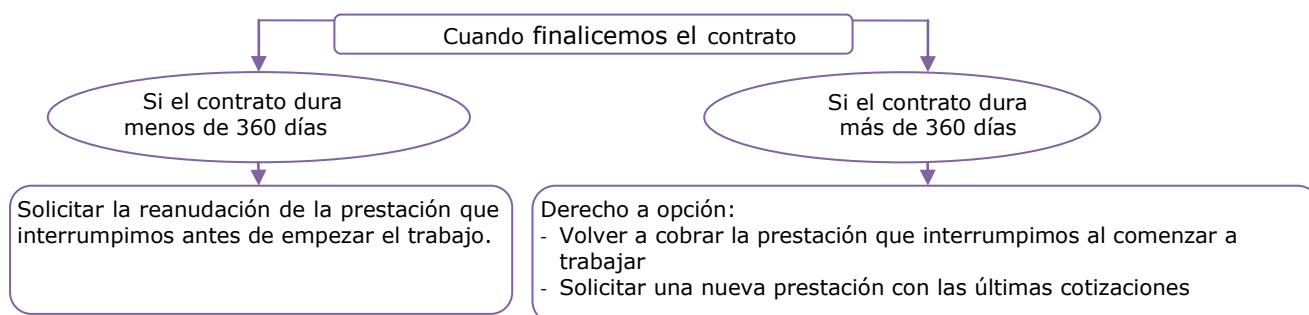 Cuando finalicemos el contrato
Si el contrato dura
menos de 360 días
Si el contrato dura
más de 360 días
Solicitar la reanudación de la prestación que
interrumpimos antes de empezar el trabajo.
Derecho a opción:
- Volver a cobrar la prestación que interrumpimos al comenzar a
trabajar
- Solicitar una nueva prestación con las últimas cotizaciones